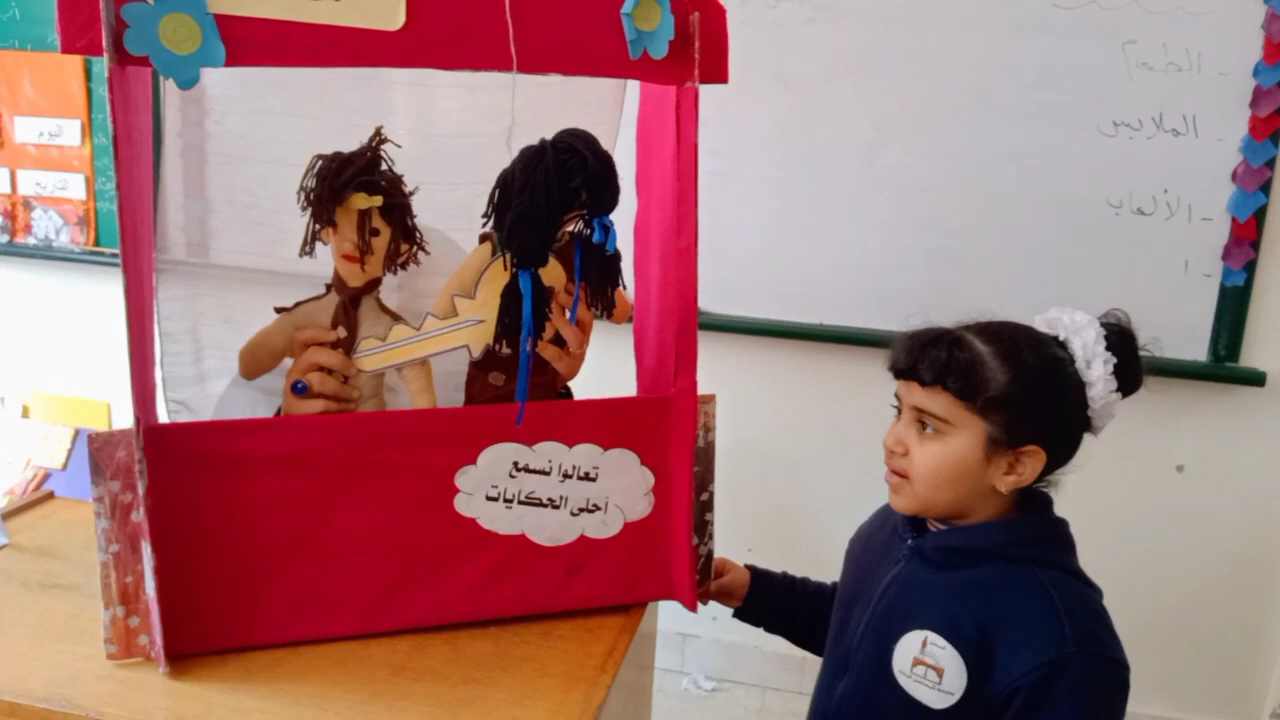 - الطعام
- الملابس
- الألعاب
- ا
اليوم
التاريخ
تعالوا نسمع
أحلى الحكايات